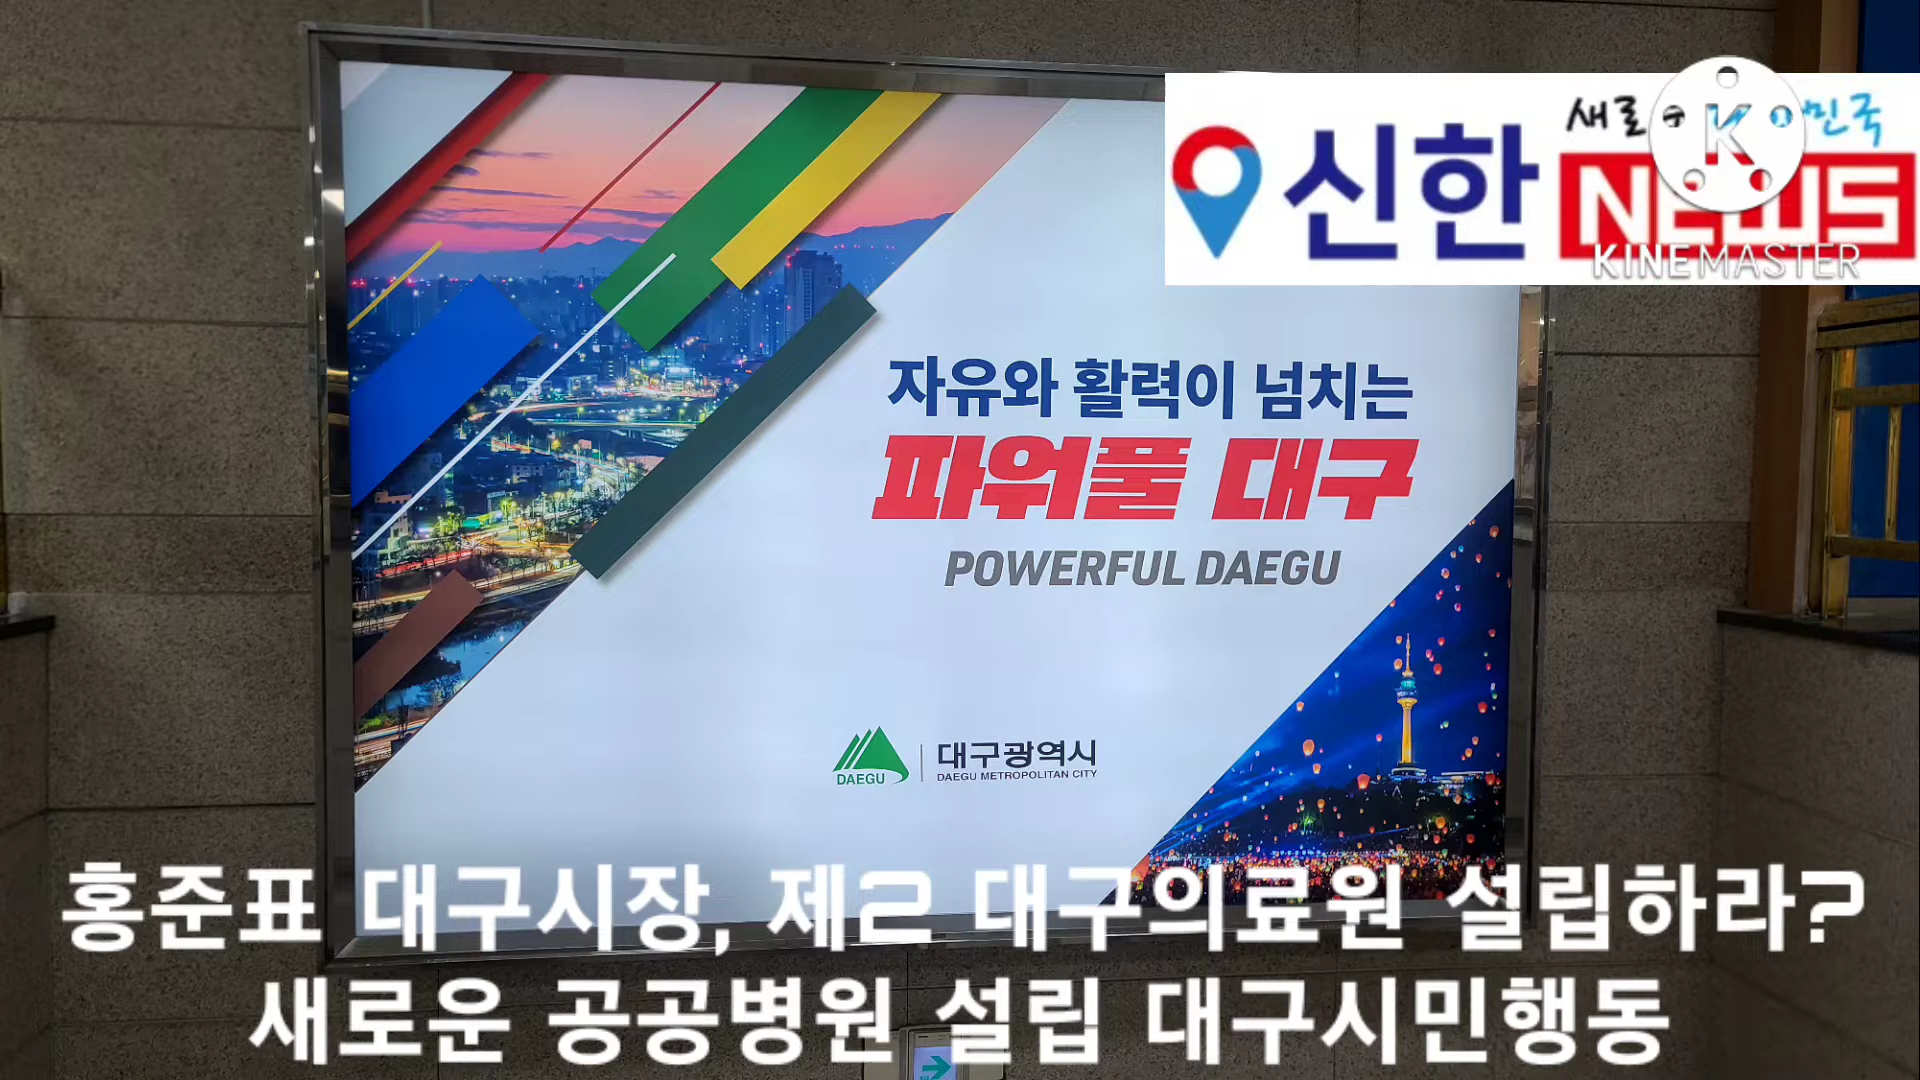 신한
새로
민국
NEWS
K
KINEMASTER
자유와 활력이 넘치는
파워풀 대구
POWERFUL DAEGU
DAEGU
대구광역시
DAEGU METROPOLITAN CITY
홍준표 대구시장, 제2 대구의료원 설립하라?
새로운 공공병원 설립 대구시민행동